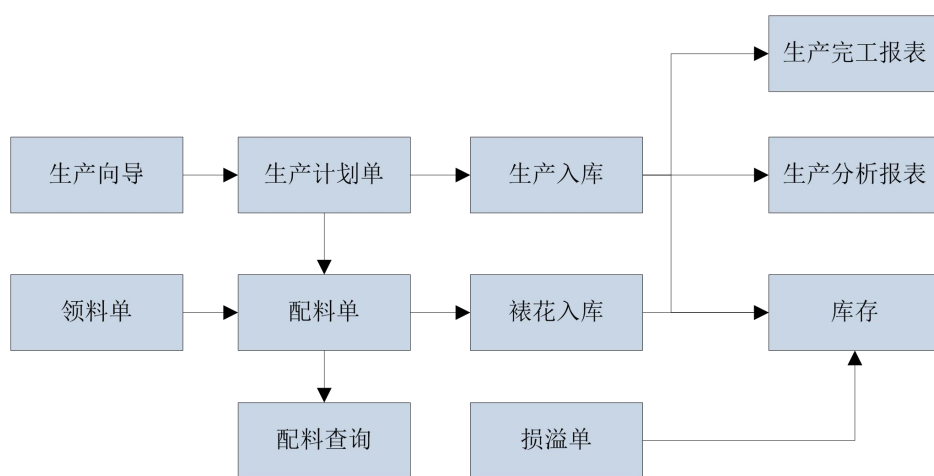 生产完工报表
生产向导
生产计划单
生产入库
生产分析报表
领料单
配料单
裱花入库
库存
配料查询
损溢单